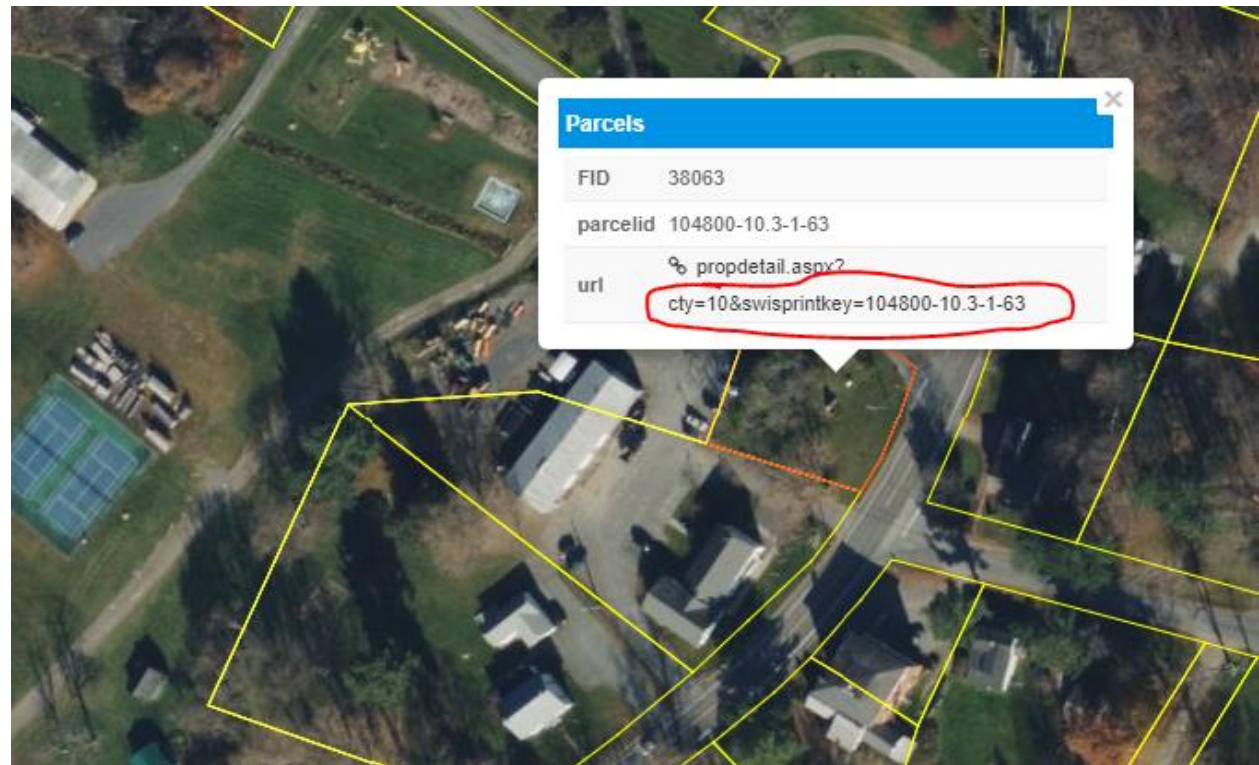 Parcels
FID 38063
parcelid 104800-10.3-1-63
url propdetail.aspx?
cty=10&swisprintkey=104800-10.3-1-63